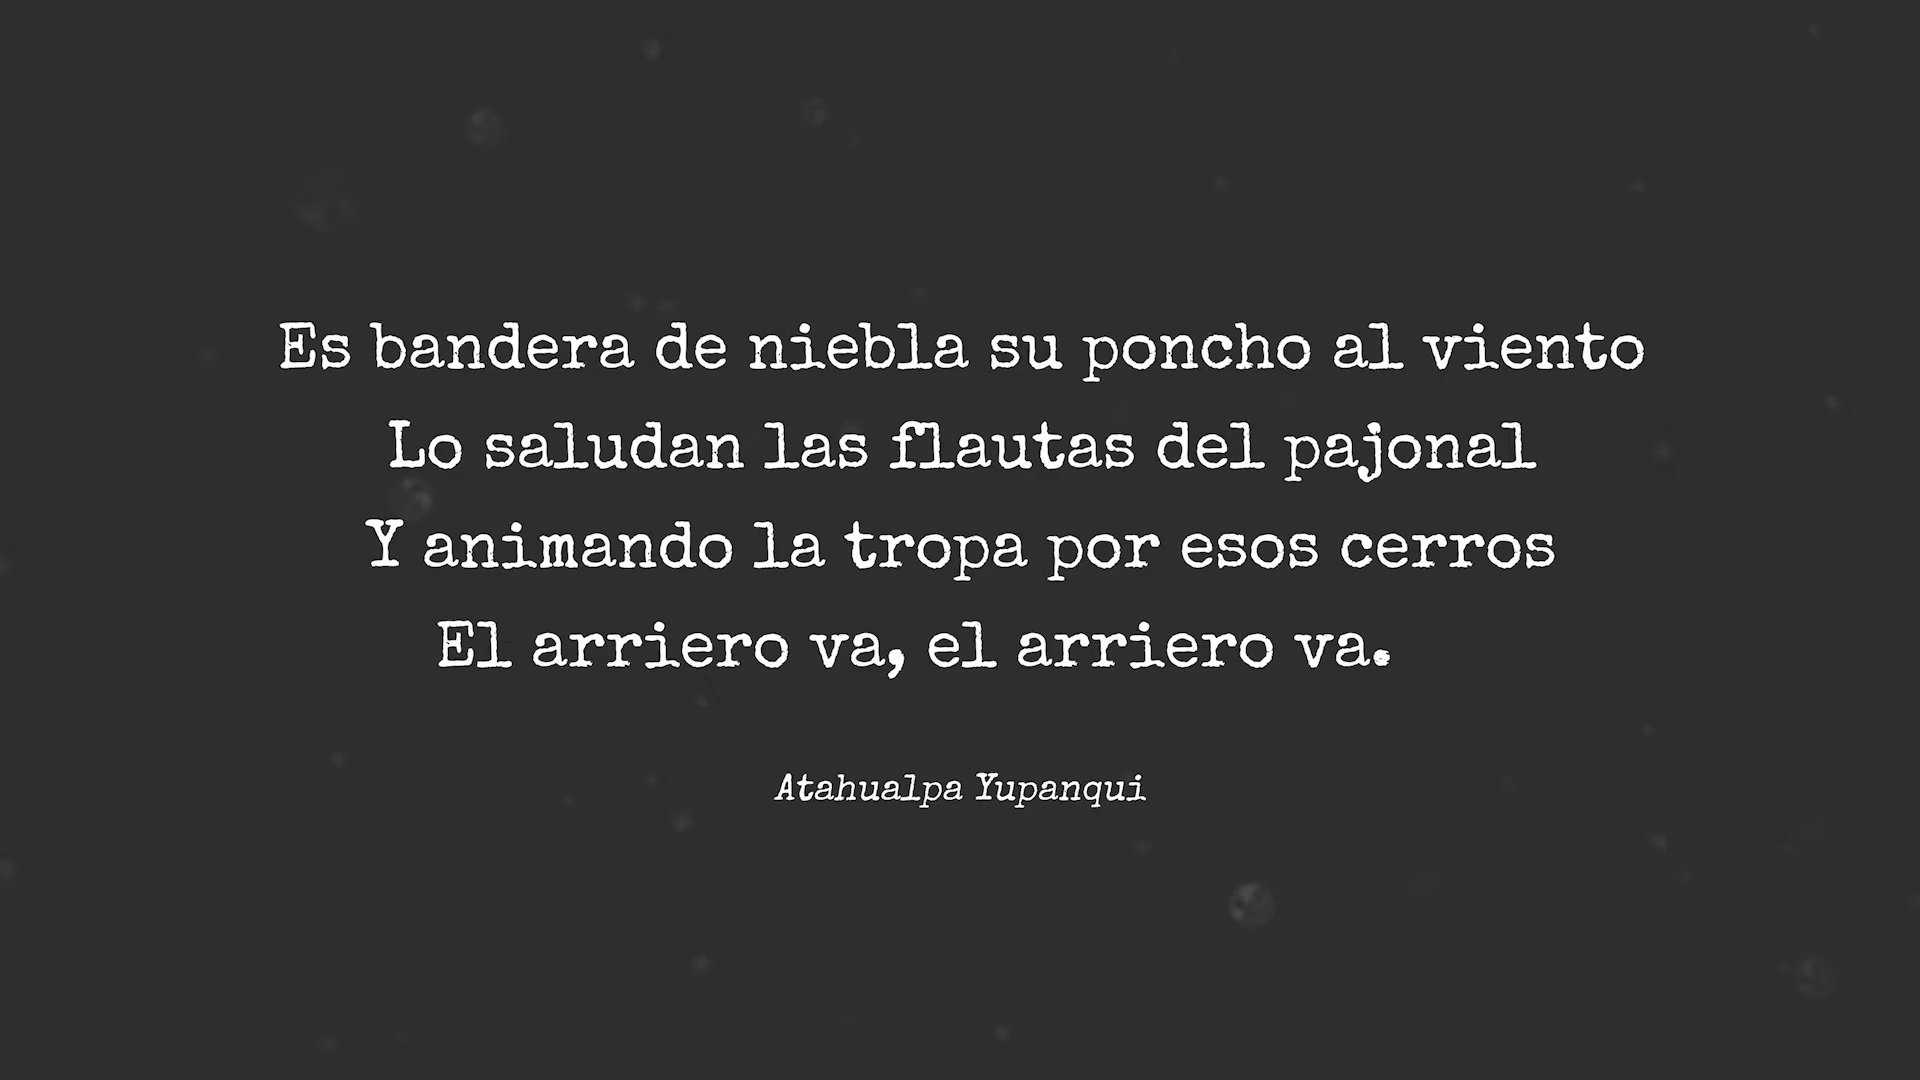 Es bandera de niebla su poncho al viento
Lo saludan las flautas del pajonal
Y animando la tropa por esos cerros
El arriero va, el arriero va.
Atahualpa Yupanqui